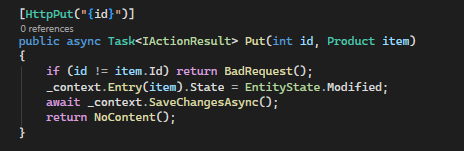 [HttpPut("{id}")]
0 references
public async Task<IActionResult> Put(int id, Product item)
{
if (id != item.Id) return BadRequest();
_context.Entry(item).State = EntityState.Modified;
await _context.SaveChangesAsync();
return NoContent();
}